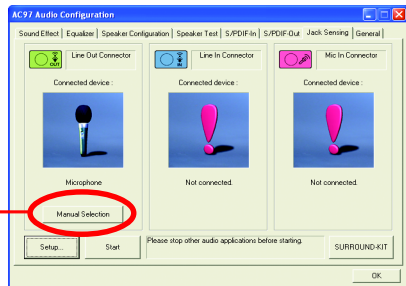 AC97 Audio Configuration
Sound Effect | Equalizer | Speaker Configuration | Speaker Test | S/PDIF-In | S/PDIF-Out | Jack Sensing | General
OUT Line Out Connector
IN Line In Connector
Mic In Connector
Connected device :
Connected device :
Connected device :
Microphone
Not connected.
Not connected.
Manual Selection
Setup...
Start
Please stop other audio applications before starting.
SURROUND-KIT
OK